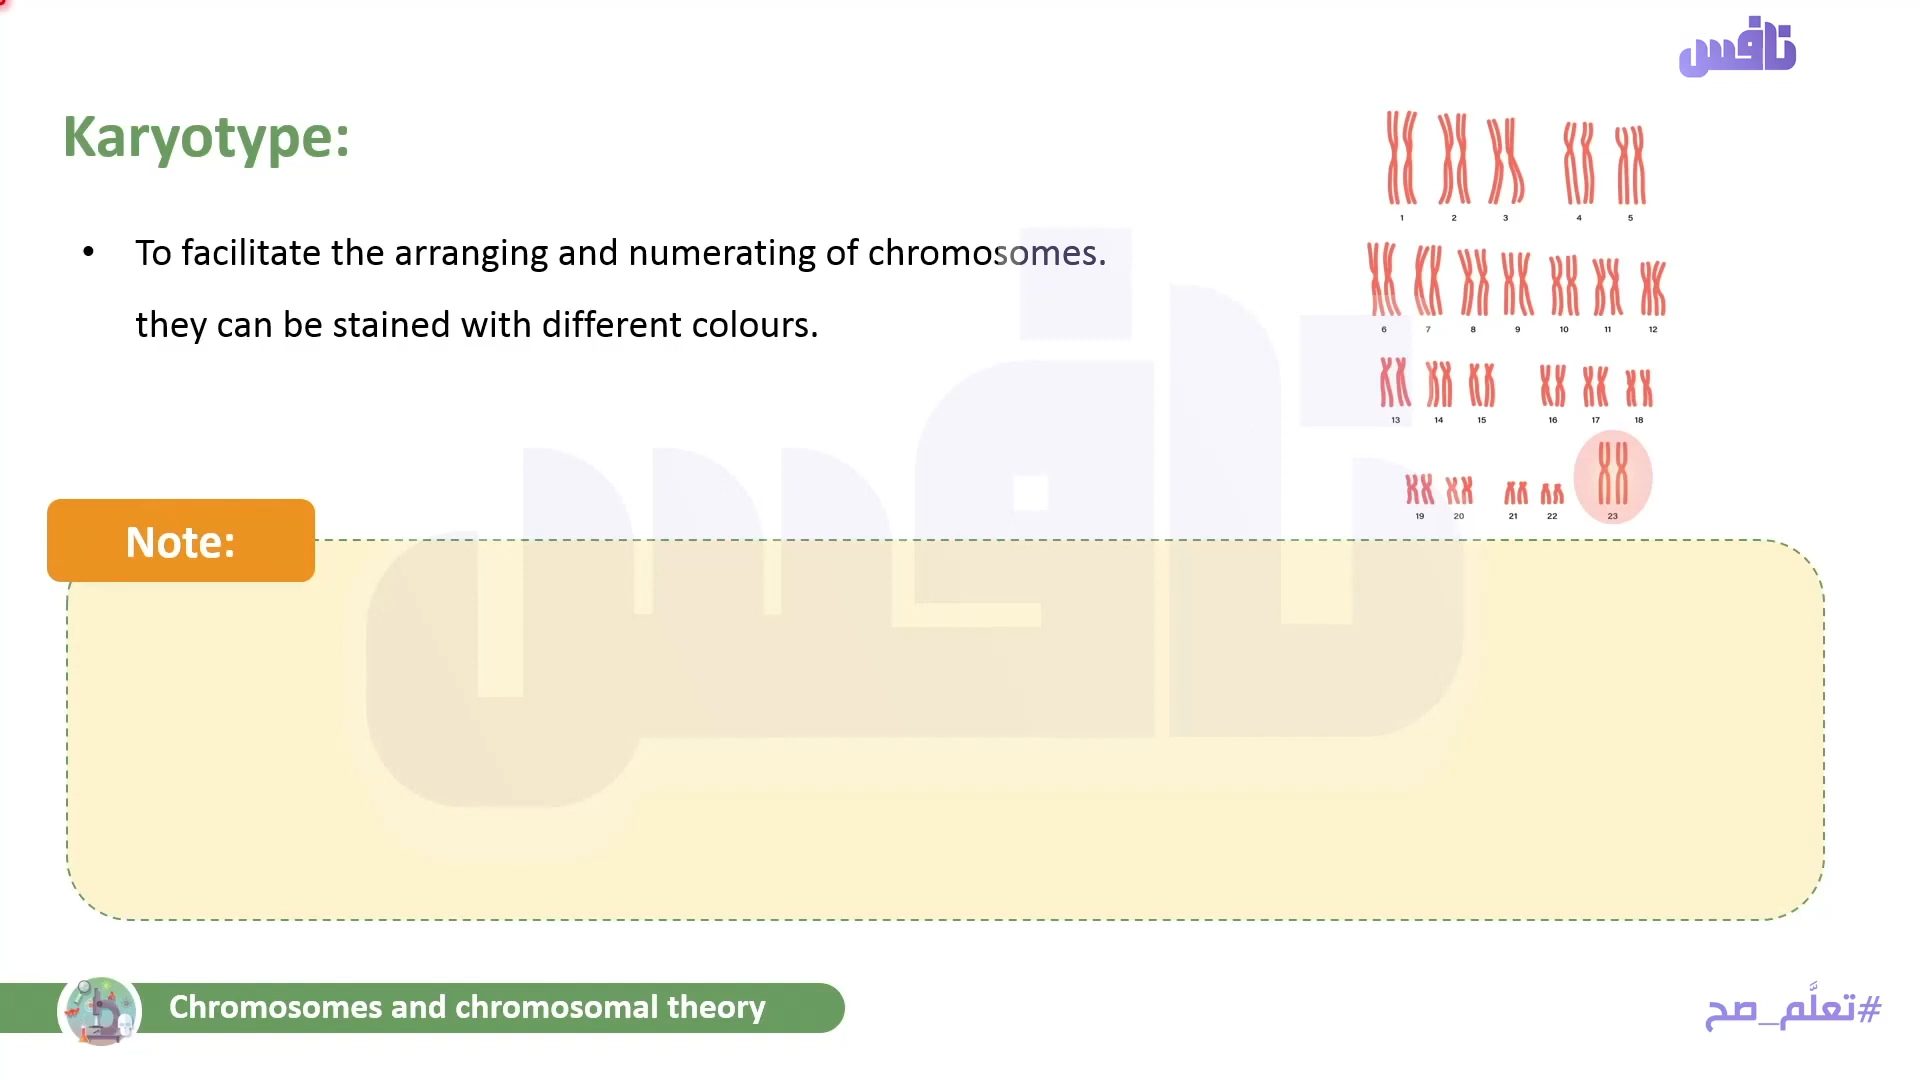 نافس
Karyotype:
• To facilitate the arranging and numerating of chromosomes.
they can be stained with different colours.
1 2 3 4 5
6 7 8 9 10 11 12
13 14 15 16 17 18
19 20 21 22 23
Note:
نافس
Chromosomes and chromosomal theory
#تعلَّم_صح